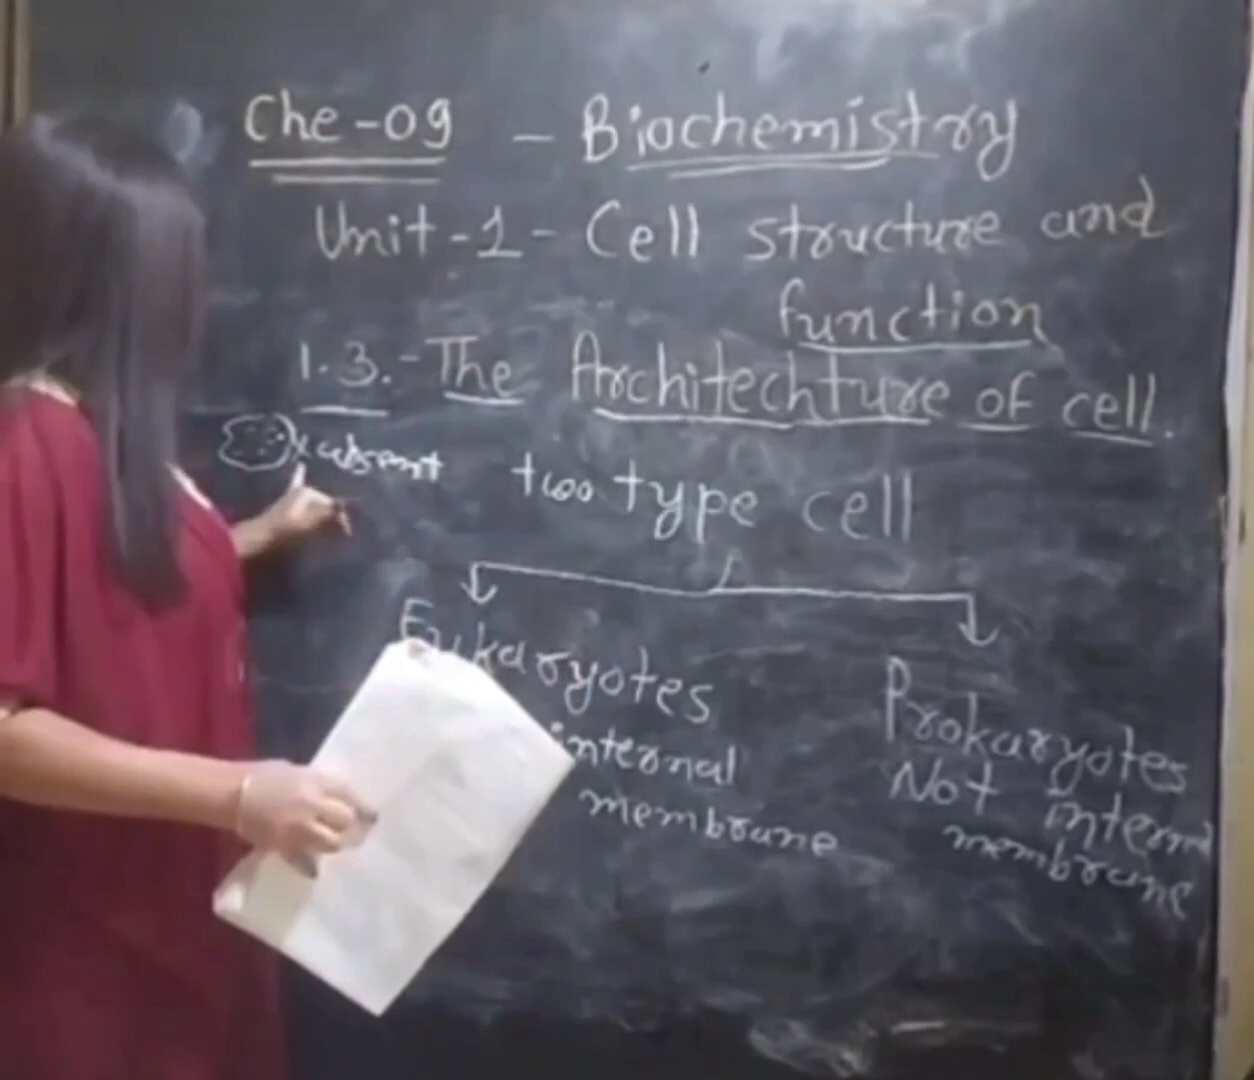 Che-09 - Biochemistry
Unit-1- Cell structure and
function
1.3.-The Architechture of cell.
absent two type cell
Eukaryotes
internal
membrane
Prokaryotes
Not internal
membrane